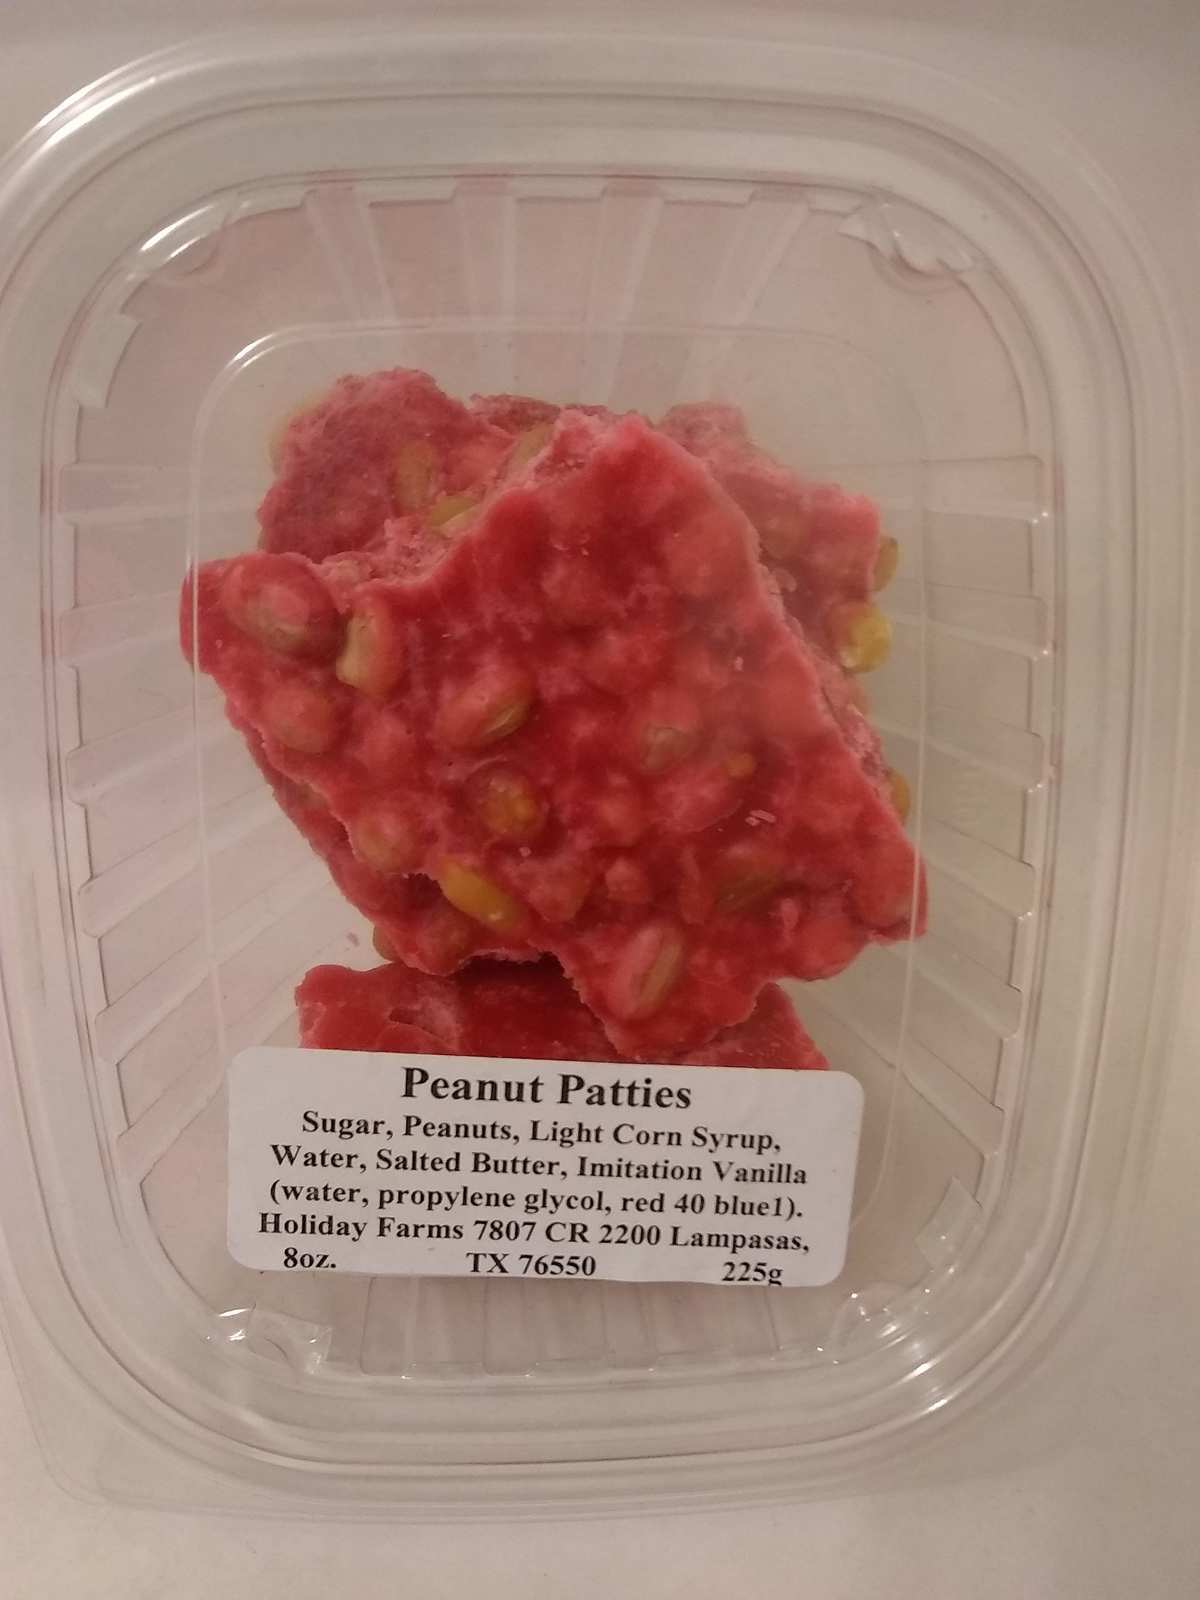 Peanut Patties
Sugar, Peanuts, Light Corn Syrup,
Water, Salted Butter, Imitation Vanilla
(water, propylene glycol, red 40 blue1).
Holiday Farms 7807 CR 2200 Lampasas,
8oz. TX 76550 225g